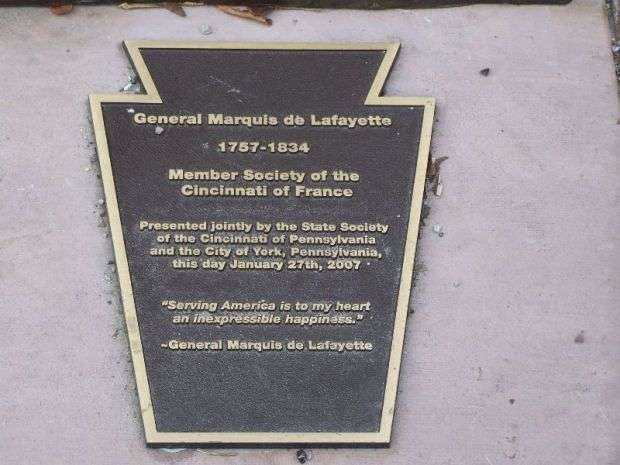 General Marquis de Lafayette
1757-1834
Member Society of the
Cincinnati of France
Presented jointly by the State Society
of the Cincinnati of Pennsylvania
and the City of York, Pennsylvania,
this day January 27th, 2007
"Serving America is to my heart
an inexpressible happiness."
~General Marquis de Lafayette